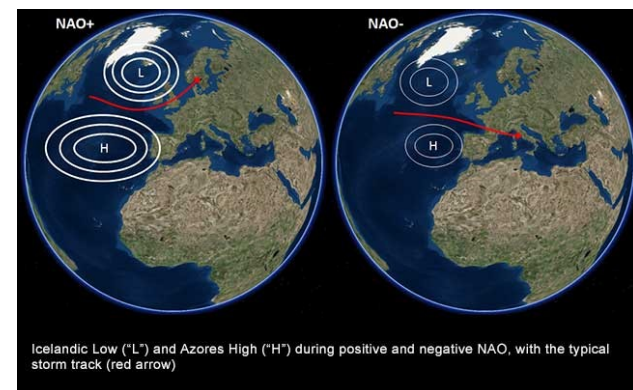 NAO+
NAO-
L
L
H
H
Icelandic Low ("L") and Azores High ("H") during positive and negative NAO, with the typical
storm track (red arrow)